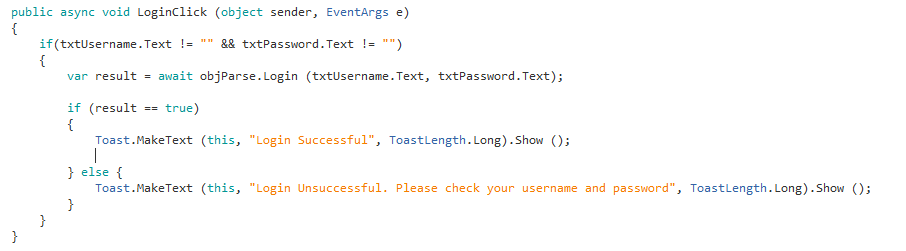 public async void LoginClick (object sender, EventArgs e)
{
if(txtUsername.Text != "" && txtPassword.Text != "")
{
var result = await objParse.Login (txtUsername.Text, txtPassword.Text);
if (result == true)
{
Toast.MakeText (this, "Login Successful", ToastLength.Long).Show ();
} else {
Toast.MakeText (this, "Login Unsuccessful. Please check your username and password", ToastLength.Long).Show ();
}
}
}